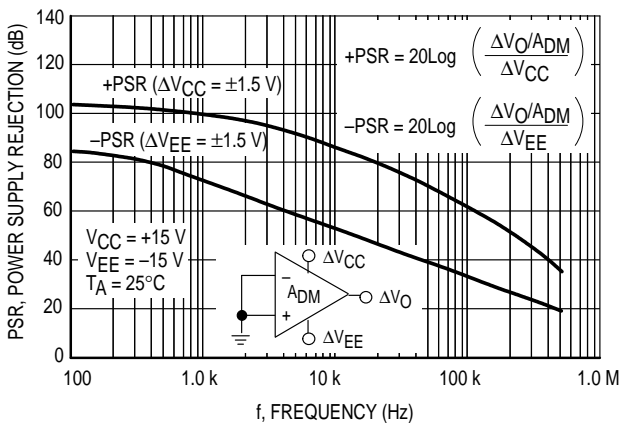 PSR, POWER SUPPLY REJECTION (dB)
140
120
100
80
60
40
20
0
+PSR = 20Log (ΔVO/ADM / ΔVCC)
+PSR (ΔVCC = ±1.5 V)
–PSR = 20Log (ΔVO/ADM / ΔVEE)
–PSR (ΔVEE = ±1.5 V)
VCC = +15 V
VEE = –15 V
TA = 25°C
ΔVCC
–
ADM
ΔVO
+
ΔVEE
100 1.0 k 10 k 100 k 1.0 M
f, FREQUENCY (Hz)